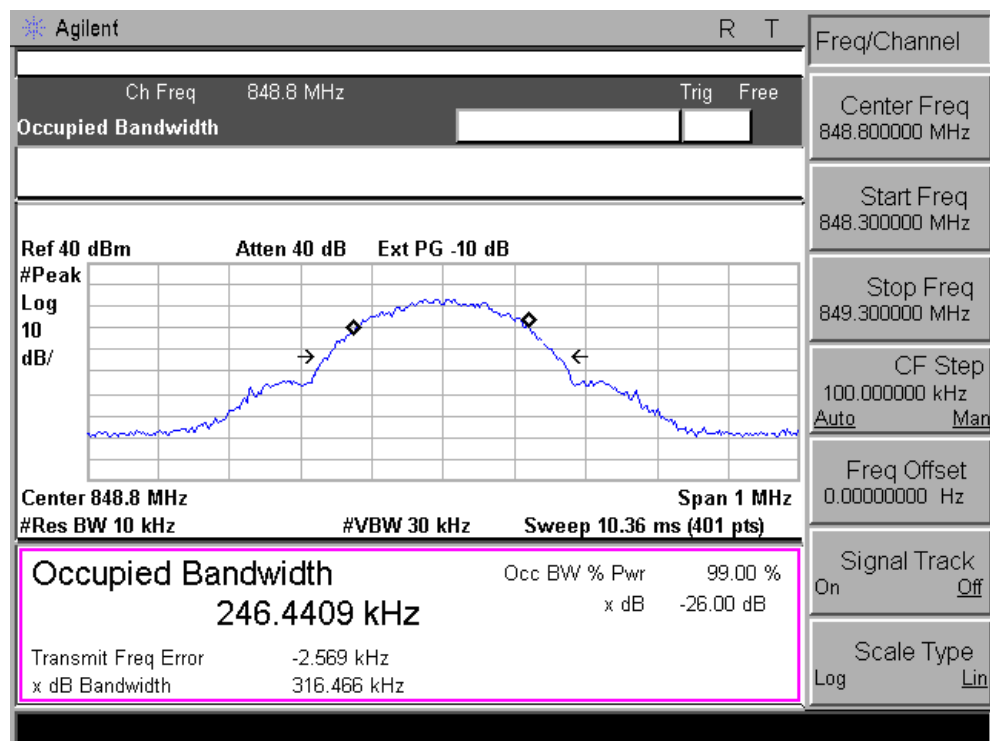 Agilent R T
Ch Freq 848.8 MHz Trig Free
Occupied Bandwidth
Ref 40 dBm Atten 40 dB Ext PG -10 dB
#Peak
Log
10
dB/
Center 848.8 MHz Span 1 MHz
#Res BW 10 kHz #VBW 30 kHz Sweep 10.36 ms (401 pts)
Occupied Bandwidth
246.4409 kHz
Occ BW % Pwr 99.00 %
x dB -26.00 dB
Transmit Freq Error -2.569 kHz
x dB Bandwidth 316.466 kHz
Freq/Channel
Center Freq
848.800000 MHz
Start Freq
848.300000 MHz
Stop Freq
849.300000 MHz
CF Step
100.000000 kHz
Auto Man
Freq Offset
0.00000000 Hz
Signal Track
On Off
Scale Type
Log Lin